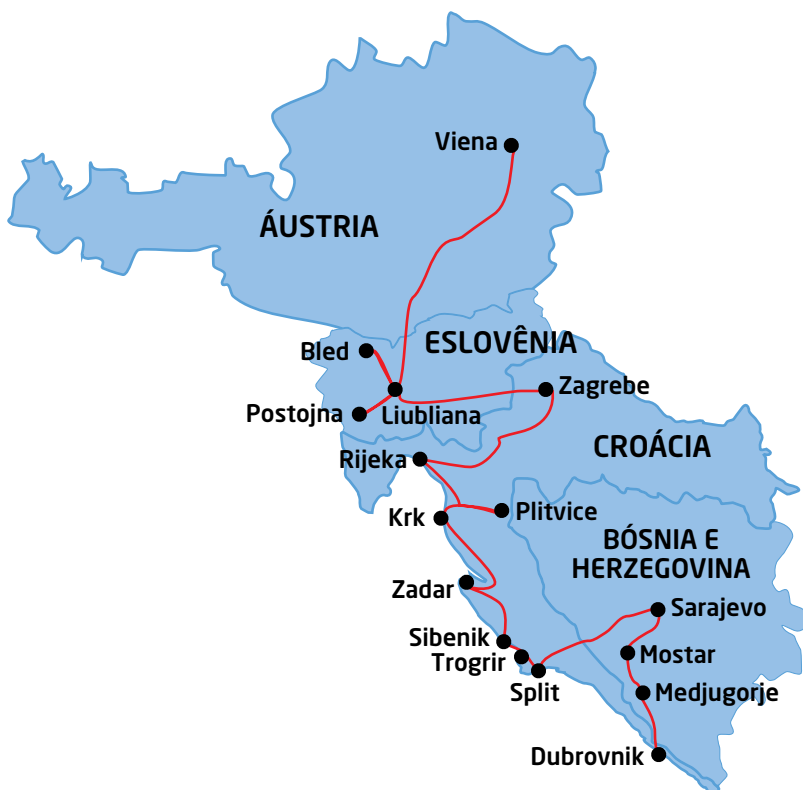 Viena
ÁUSTRIA
ESLOVÊNIA
Bled
Zagrebe
Postojna
Liubliana
CROÁCIA
Rijeka
Krk
Plitvice
BÓSNIA E
HERZEGOVINA
Zadar
Sarajevo
Sibenik
Trogrir
Mostar
Split
Medjugorje
Dubrovnik